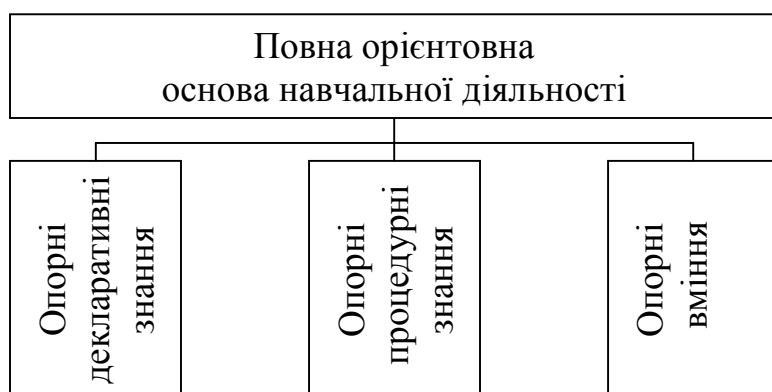 Повна орієнтовна
основа навчальної діяльності
Опорні
декларативні
знання
Опорні
процедурні
знання
Опорні
вміння